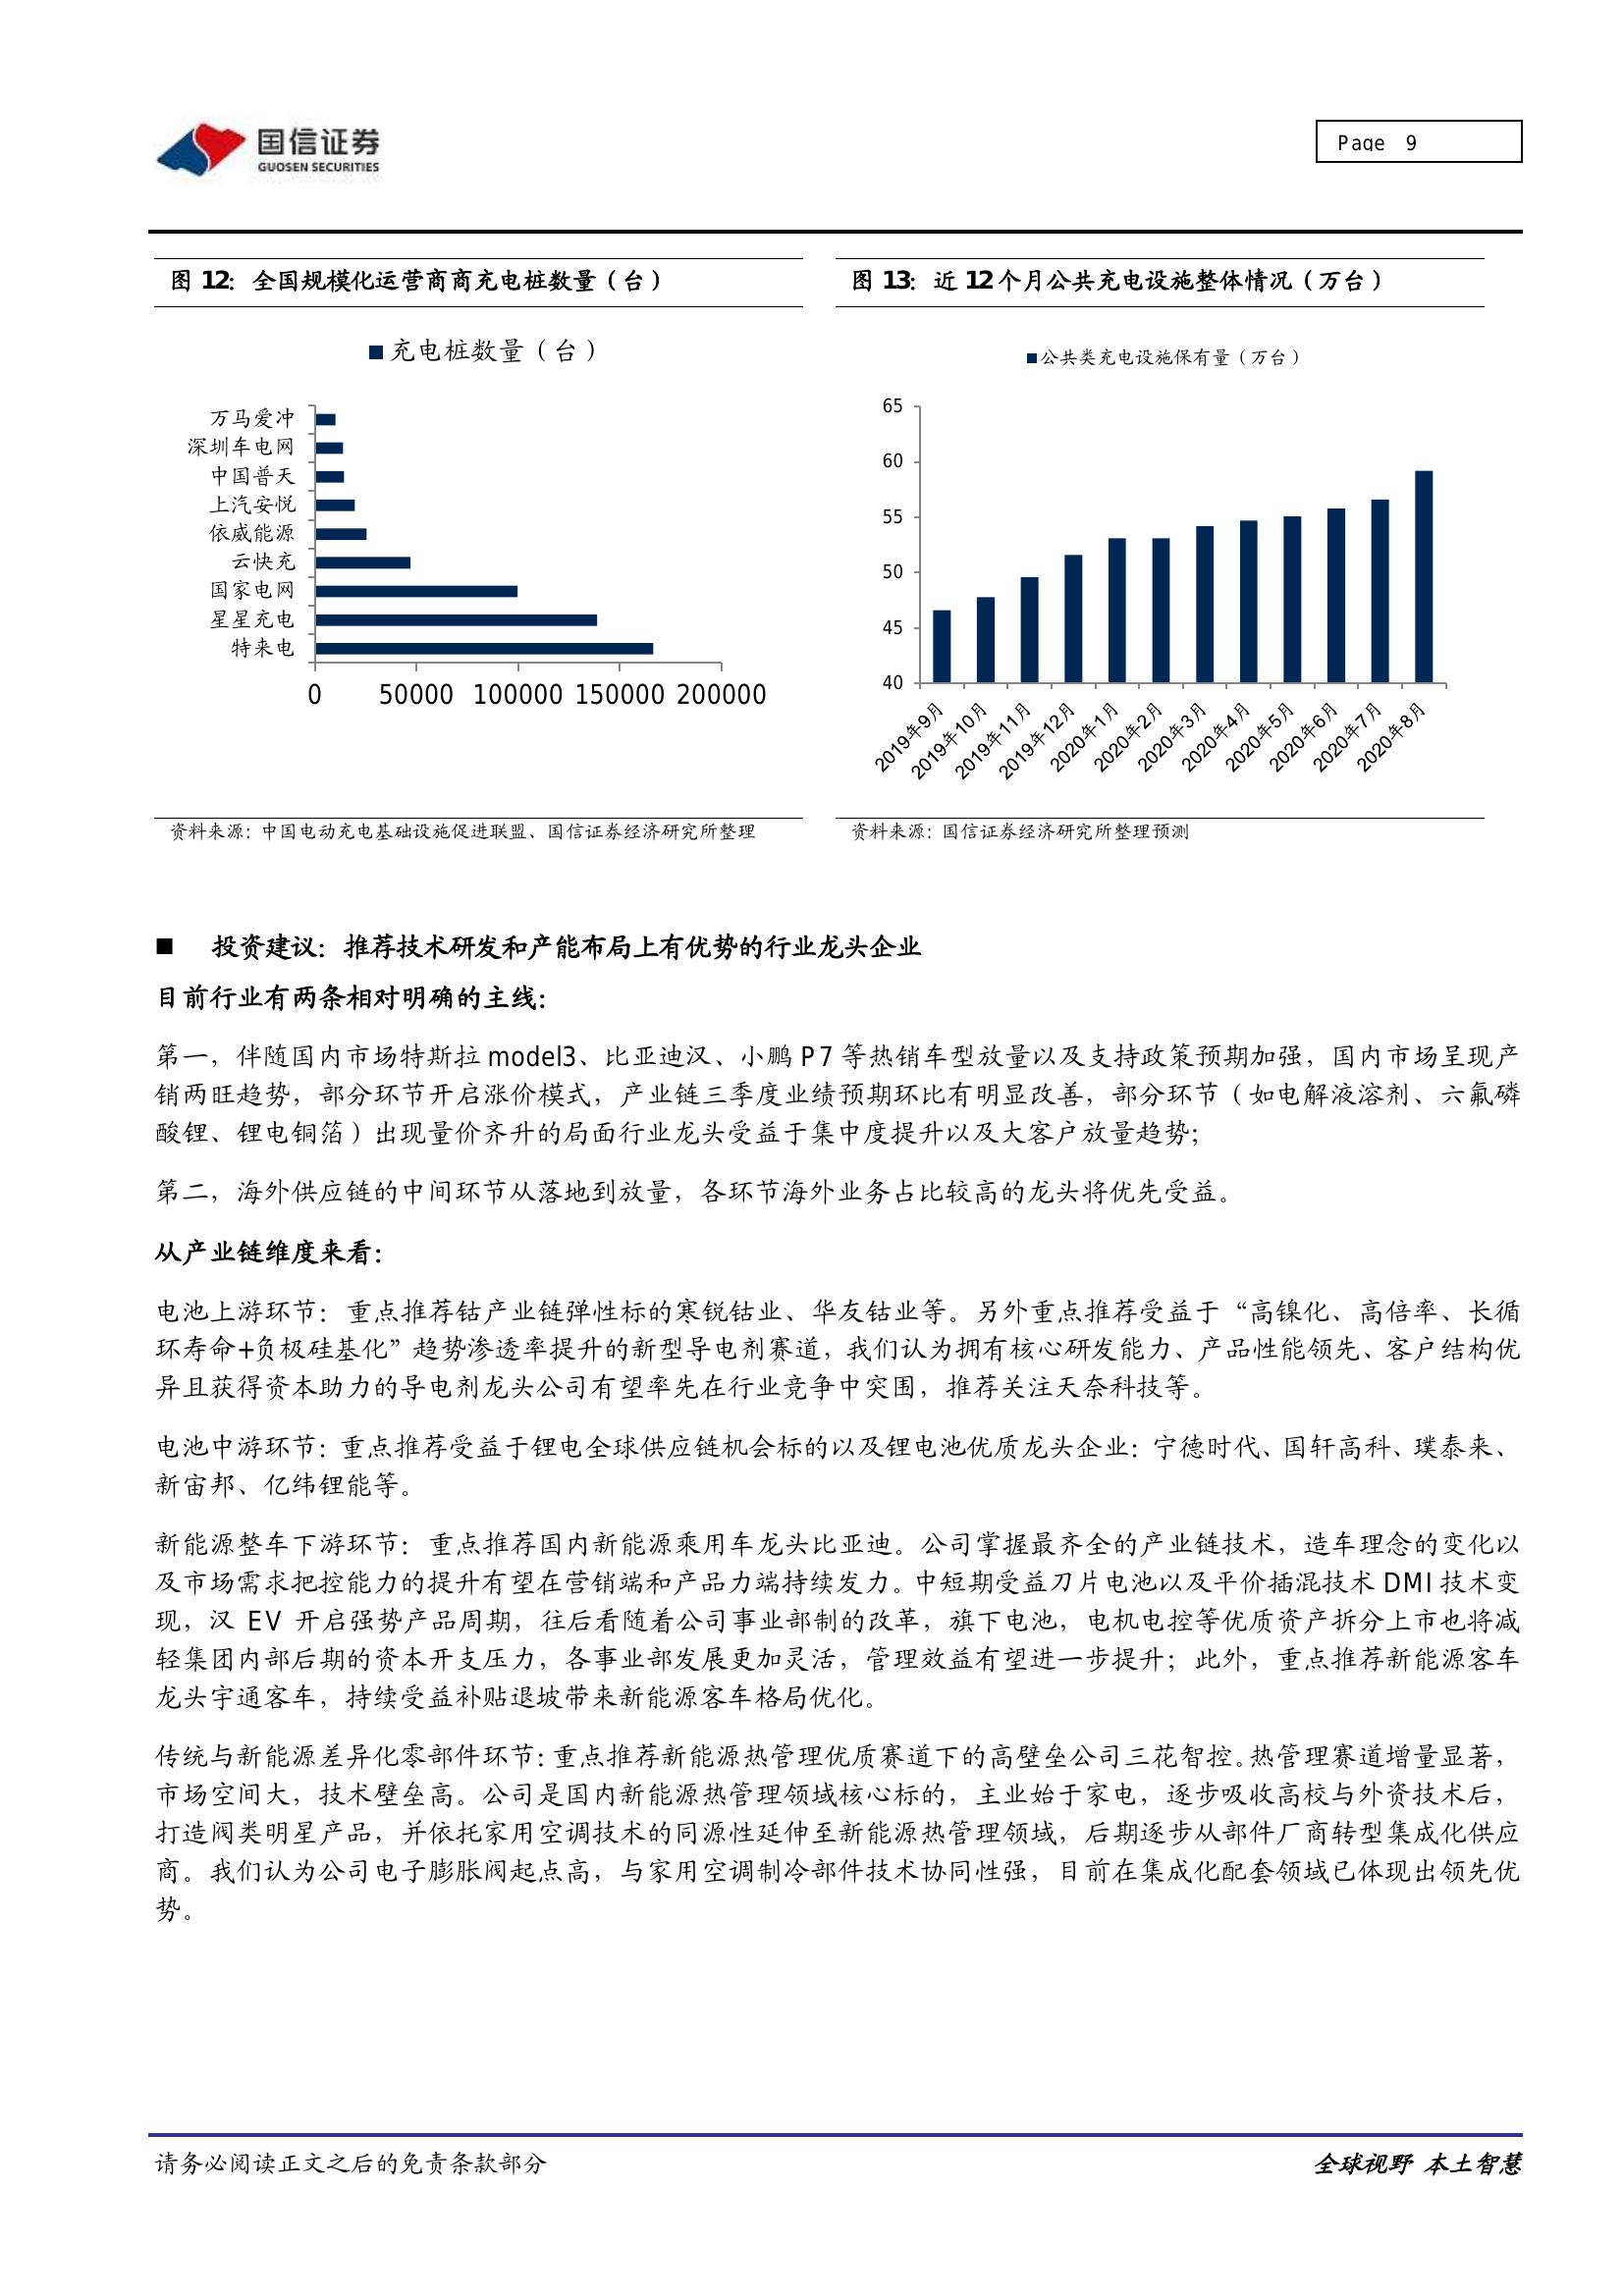 国信证券
GUOSEN SECURITIES
Page 9
图 12：全国规模化运营商商充电桩数量（台）
充电桩数量（台）
万马爱冲
深圳车电网
中国普天
上汽安悦
依威能源
云快充
国家电网
星星充电
特来电
0 50000 100000 150000 200000
资料来源：中国电动充电基础设施促进联盟、国信证券经济研究所整理
图 13：近 12 个月公共充电设施整体情况（万台）
公共类充电设施保有量（万台）
65
60
55
50
45
40
2019年9月 2019年10月 2019年11月 2019年12月 2020年1月 2020年2月 2020年3月 2020年4月 2020年5月 2020年6月 2020年7月 2020年8月
资料来源：国信证券经济研究所整理预测
■ 投资建议：推荐技术研发和产能布局上有优势的行业龙头企业
目前行业有两条相对明确的主线：
第一，伴随国内市场特斯拉 model3、比亚迪汉、小鹏 P7 等热销车型放量以及支持政策预期加强，国内市场呈现产
销两旺趋势，部分环节开启涨价模式，产业链三季度业绩预期环比有明显改善，部分环节（如电解液溶剂、六氟磷
酸锂、锂电铜箔）出现量价齐升的局面行业龙头受益于集中度提升以及大客户放量趋势；
第二，海外供应链的中间环节从落地到放量，各环节海外业务占比较高的龙头将优先受益。
从产业链维度来看：
电池上游环节：重点推荐钴产业链弹性标的寒锐钴业、华友钴业等。另外重点推荐受益于“高镍化、高倍率、长循
环寿命+负极硅基化”趋势渗透率提升的新型导电剂赛道，我们认为拥有核心研发能力、产品性能领先、客户结构优
异且获得资本助力的导电剂龙头公司有望率先在行业竞争中突围，推荐关注天奈科技等。
电池中游环节：重点推荐受益于锂电全球供应链机会标的以及锂电池优质龙头企业：宁德时代、国轩高科、璞泰来、
新宙邦、亿纬锂能等。
新能源整车下游环节：重点推荐国内新能源乘用车龙头比亚迪。公司掌握最齐全的产业链技术，造车理念的变化以
及市场需求把控能力的提升有望在营销端和产品力端持续发力。中短期受益刀片电池以及平价插混技术 DMI 技术变
现，汉 EV 开启强势产品周期，往后看随着公司事业部制的改革，旗下电池，电机电控等优质资产拆分上市也将减
轻集团内部后期的资本开支压力，各事业部发展更加灵活，管理效益有望进一步提升；此外，重点推荐新能源客车
龙头宇通客车，持续受益补贴退坡带来新能源客车格局优化。
传统与新能源差异化零部件环节：重点推荐新能源热管理优质赛道下的高壁垒公司三花智控。热管理赛道增量显著，
市场空间大，技术壁垒高。公司是国内新能源热管理领域核心标的，主业始于家电，逐步吸收高校与外资技术后，
打造阀类明星产品，并依托家用空调技术的同源性延伸至新能源热管理领域，后期逐步从部件厂商转型集成化供应
商。我们认为公司电子膨胀阀起点高，与家用空调制冷部件技术协同性强，目前在集成化配套领域已体现出领先优
势。
请务必阅读正文之后的免责条款部分
全球视野 本土智慧